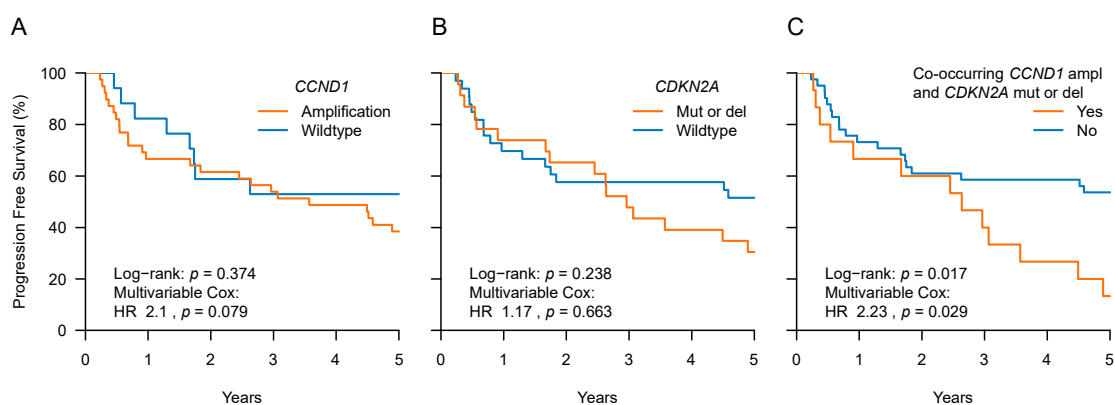 A
B
C
Progression Free Survival (%)
100
80
60
40
20
0
CCND1
Amplification
Wildtype
Log−rank: p = 0.374
Multivariable Cox:
HR 2.1 , p = 0.079
0 1 2 3 4 5
Years
CDKN2A
Mut or del
Wildtype
Log−rank: p = 0.238
Multivariable Cox:
HR 1.17 , p = 0.663
0 1 2 3 4 5
Years
Co-occurring CCND1 ampl
and CDKN2A mut or del
Yes
No
Log−rank: p = 0.017
Multivariable Cox:
HR 2.23 , p = 0.029
0 1 2 3 4 5
Years